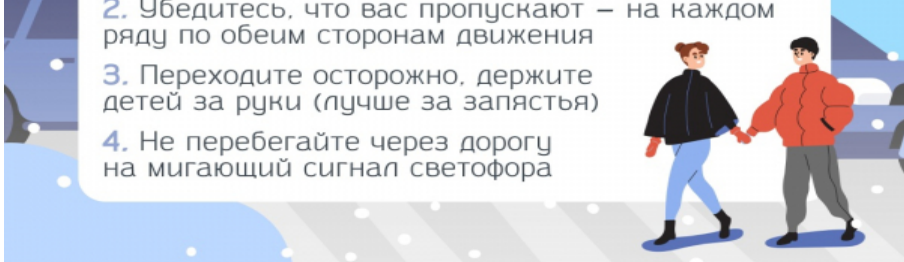 2. Убедитесь, что вас пропускают – на каждом
ряду по обеим сторонам движения
3. Переходите осторожно, держите
детей за руки (лучше за запястья)
4. Не перебегайте через дорогу
на мигающий сигнал светофора